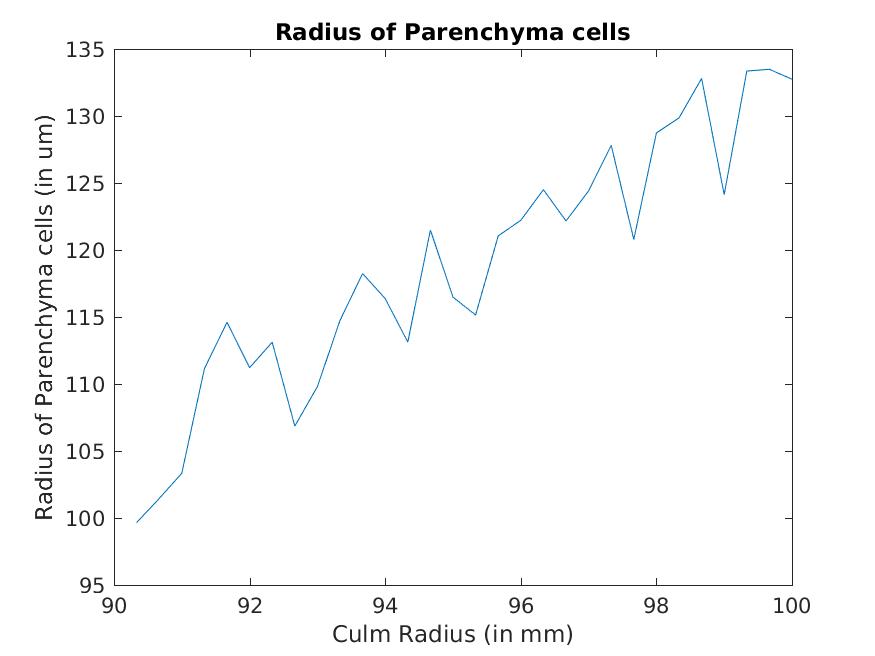 Radius of Parenchyma cells
135
130
125
120
115
110
105
100
95
Radius of Parenchyma cells (in um)
90 92 94 96 98 100
Culm Radius (in mm)